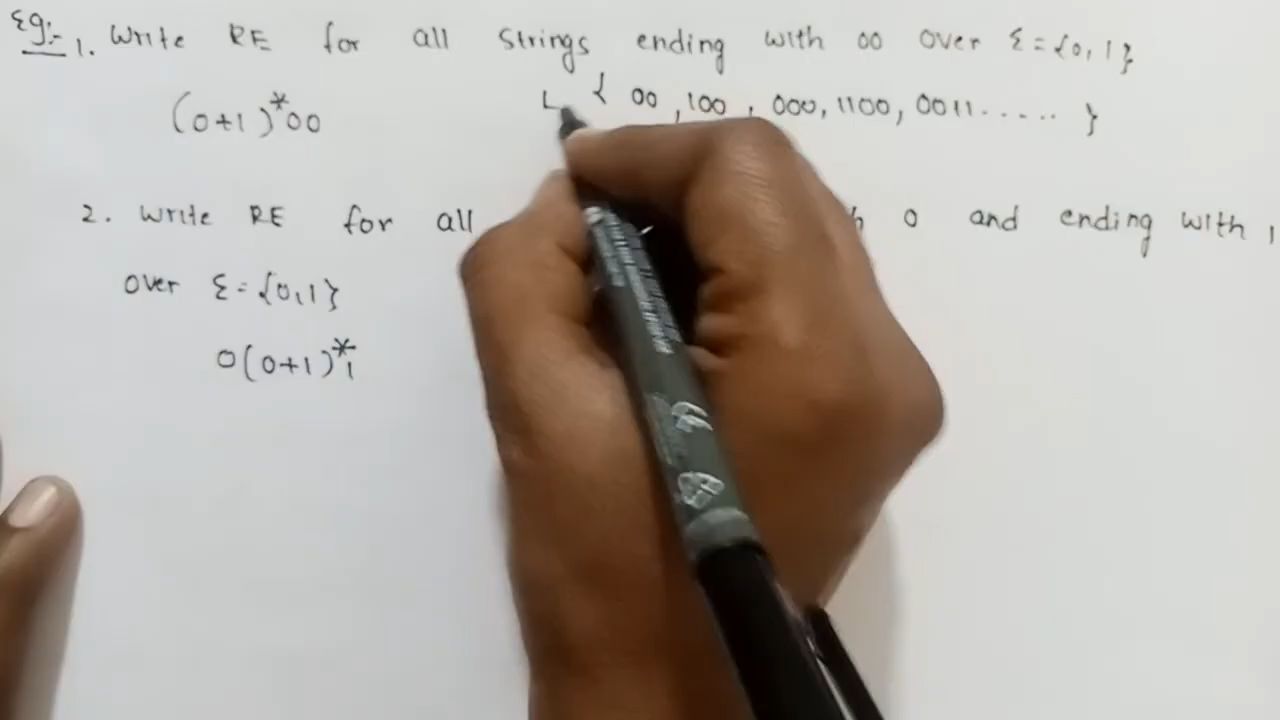 Eg:- 1. Write RE for all strings ending with 00 over Σ={0,1}
(0+1)*00 L { 00, 100, 000, 1100, 0011..... }
2. Write RE for all 0 and ending with 1
over Σ={0,1}
0(0+1)*1